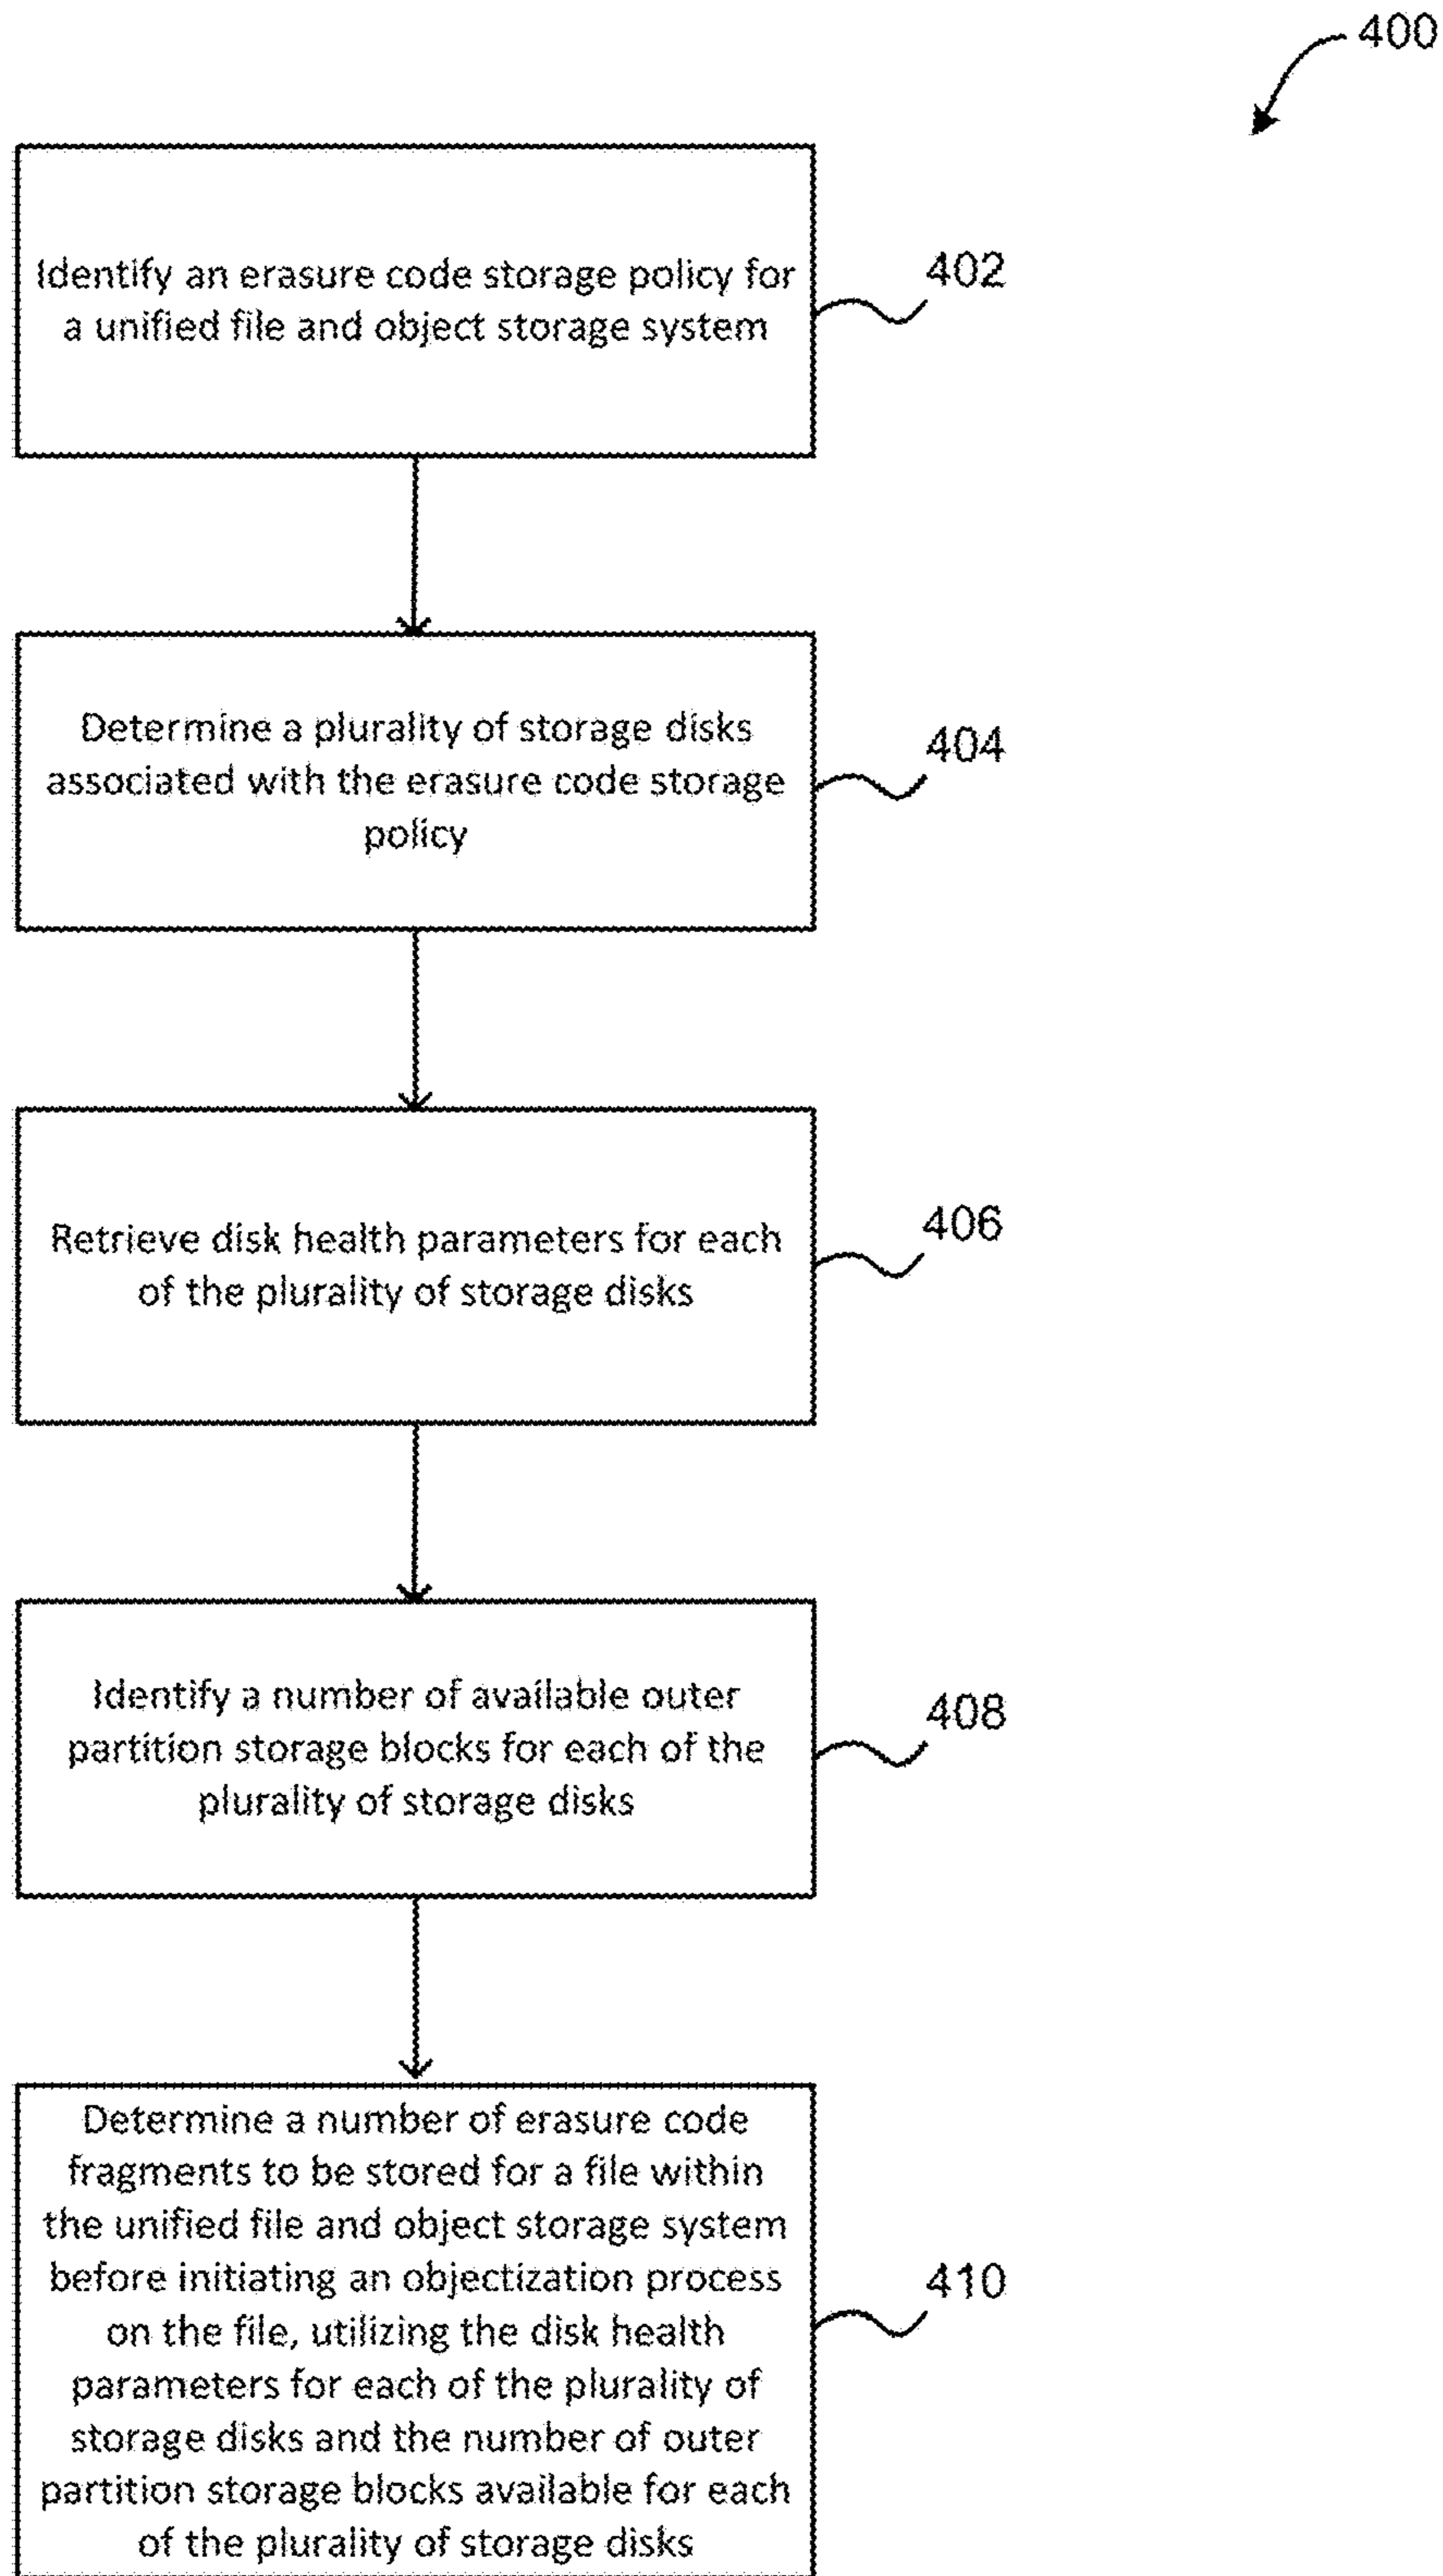 400
Identify an erasure code storage policy for
a unified file and object storage system
402
Determine a plurality of storage disks
associated with the erasure code storage
policy
404
Retrieve disk health parameters for each
of the plurality of storage disks
406
Identify a number of available outer
partition storage blocks for each of the
plurality of storage disks
408
Determine a number of erasure code
fragments to be stored for a file within
the unified file and object storage system
before initiating an objectization process
on the file, utilizing the disk health
parameters for each of the plurality of
storage disks and the number of outer
partition storage blocks available for each
of the plurality of storage disks
410